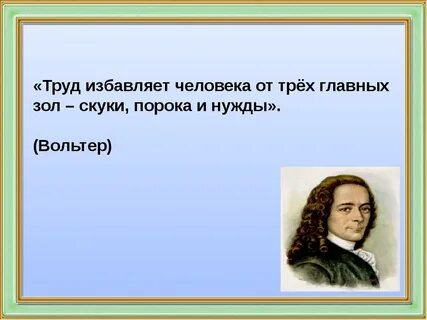 «Труд избавляет человека от трёх главных
зол – скуки, порока и нужды».
(Вольтер)